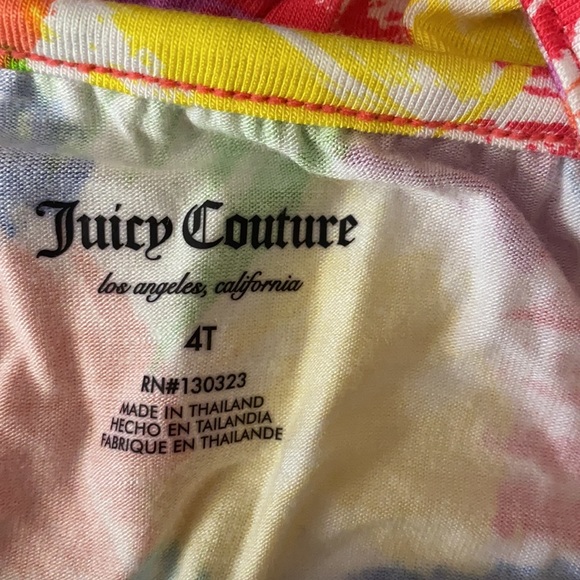 Juicy Couture
los angeles, california
4T
RN#130323
MADE IN THAILAND
HECHO EN TAILANDIA
FABRIQUE EN THAILANDE